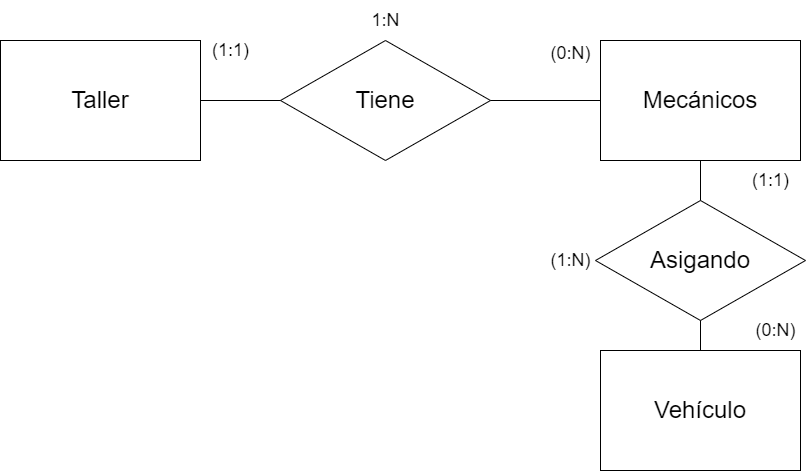 1:N
(1:1)
(0:N)
Taller
Tiene
Mecánicos
(1:1)
(1:N)
Asigando
(0:N)
Vehículo